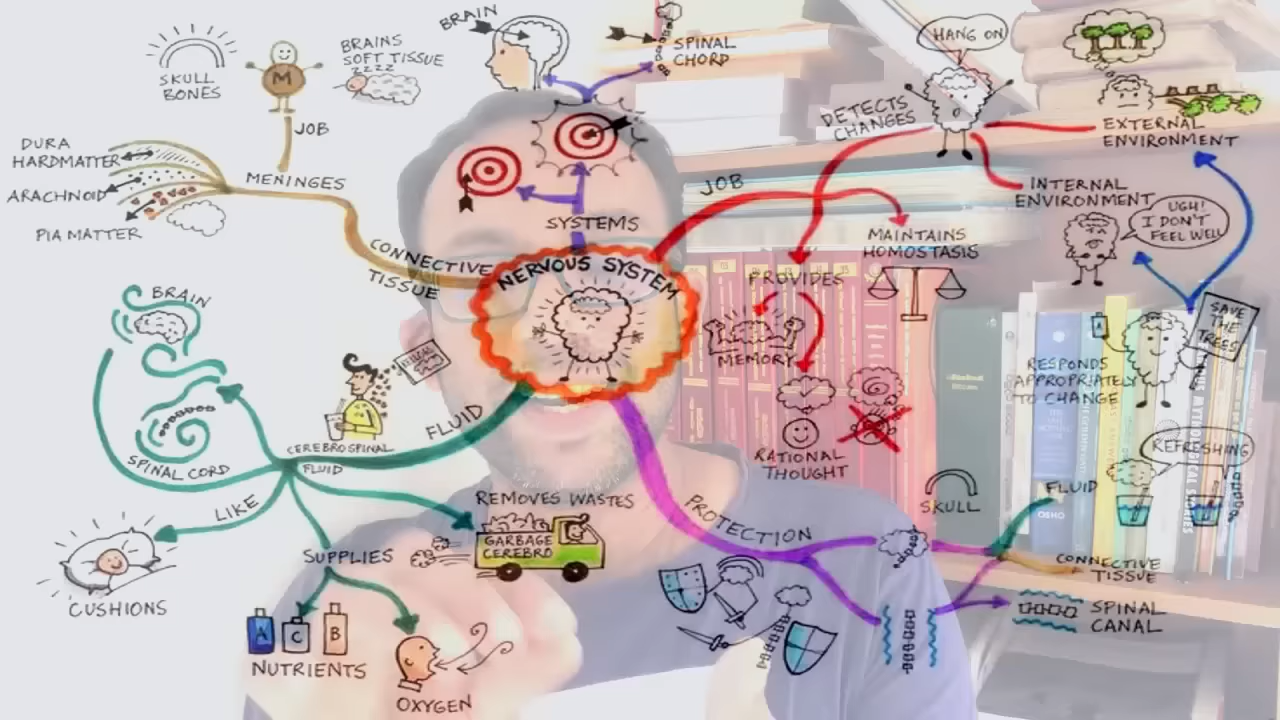 BRAIN
SPINAL
CHORD
HANG ON
SKULL
BONES
M
BRAINS
SOFT TISSUE
ZZZZ
JOB
DURA
HARDMATTER
ARACHNOID
PIA MATTER
MENINGES
CONNECTIVE
TISSUE
SYSTEMS
NERVOUS SYSTEM
JOB
DETECTS
CHANGES
EXTERNAL
ENVIRONMENT
INTERNAL
ENVIRONMENT
UGH!
I DON'T
FEEL WELL
MAINTAINS
HOMOSTASIS
PROVIDES
MEMORY
RATIONAL
THOUGHT
SAVE
THE
TREES!
RESPONDS
APPROPRIATELY
TO CHANGE
BRAIN
SPINAL CORD
CEREBROSPINAL
FLUID
FLUID
LIKE
CUSHIONS
SUPPLIES
A
C
B
NUTRIENTS
OXYGEN
REMOVES WASTES
GARBAGE
CEREBRO
PROTECTION
SKULL
FLUID
REFRESHING
CONNECTIVE
TISSUE
SPINAL
CANAL
OSHO